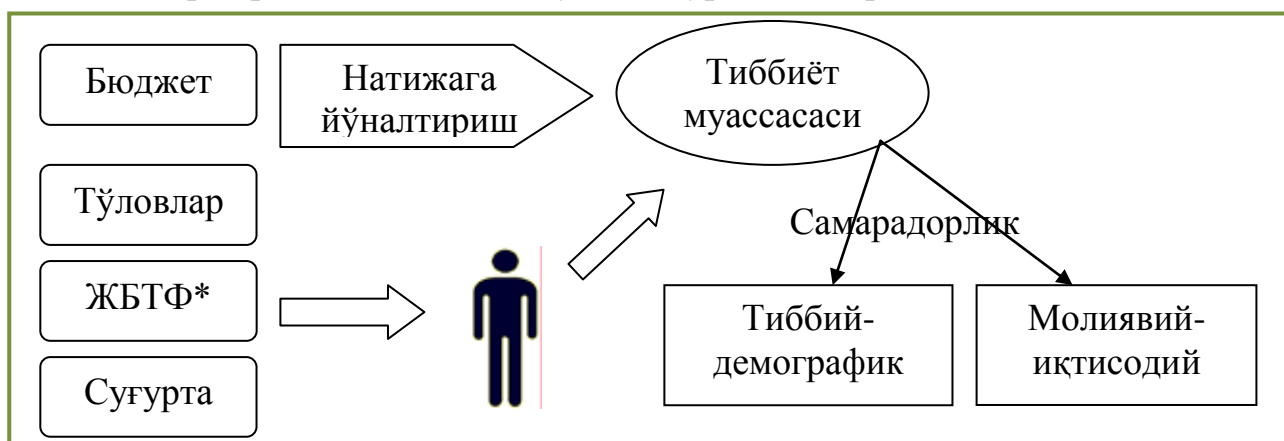 Бюджет
Натижага
йўналтириш
Тиббиёт
муассасаси
Тўловлар
Самарадорлик
ЖБТФ*
Суғурта
Тиббий-
демографик
Молиявий-
иқтисодий